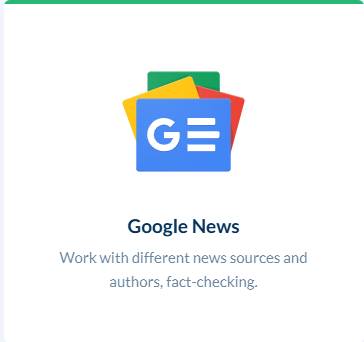 G
Google News
Work with different news sources and
authors, fact-checking.